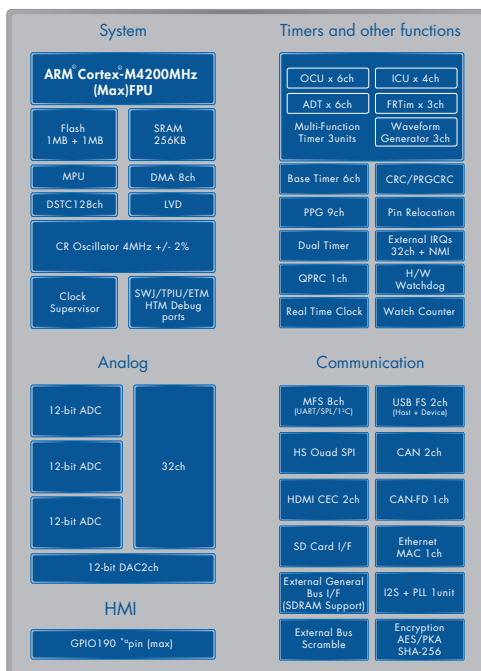 System
ARM® Cortex®-M4200MHz
(Max)FPU
Flash
1MB + 1MB
SRAM
256KB
MPU
DMA 8ch
DSTC128ch
LVD
CR Oscillator 4MHz +/- 2%
Clock
Supervisor
SWJ/TPIU/ETM
HTM Debug
ports
Timers and other functions
OCU x 6ch
ICU x 4ch
ADT x 6ch
FRTim x 3ch
Multi-Function
Timer 3units
Waveform
Generator 3ch
Base Timer 6ch
CRC/PRGCRC
PPG 9ch
Pin Relocation
Dual Timer
External IRQs
32ch + NMI
QPRC 1ch
H/W
Watchdog
Real Time Clock
Watch Counter
Analog
12-bit ADC
12-bit ADC
12-bit ADC
32ch
12-bit DAC2ch
HMI
GPIO190 *ᵃpin (max)
Communication
MFS 8ch
(UART/SPL/1²C)
USB FS 2ch
(Host + Device)
HS Ouad SPI
CAN 2ch
HDMI CEC 2ch
CAN-FD 1ch
SD Card I/F
Ethernet
MAC 1ch
External General
Bus I/F
(SDRAM Support)
I2S + PLL 1unit
External Bus
Scramble
Encryption
AES/PKA
SHA-256